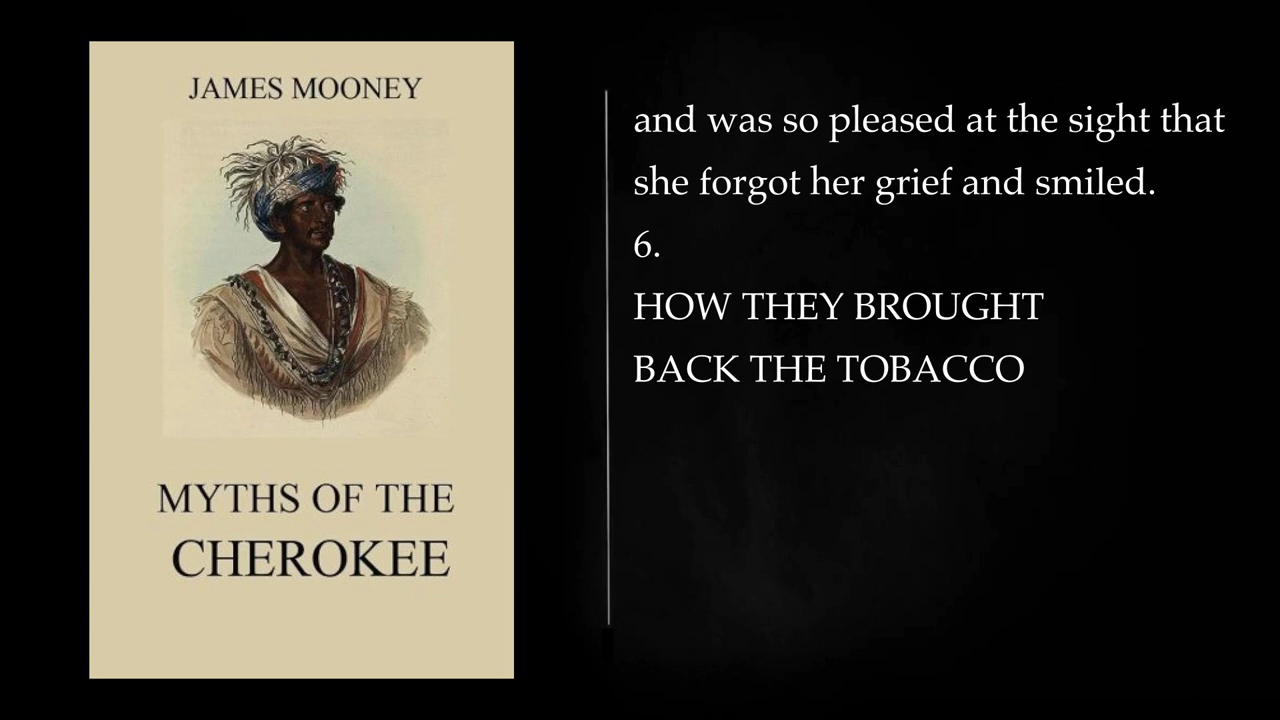 JAMES MOONEY
MYTHS OF THE
CHEROKEE
and was so pleased at the sight that
she forgot her grief and smiled.
6.
HOW THEY BROUGHT
BACK THE TOBACCO